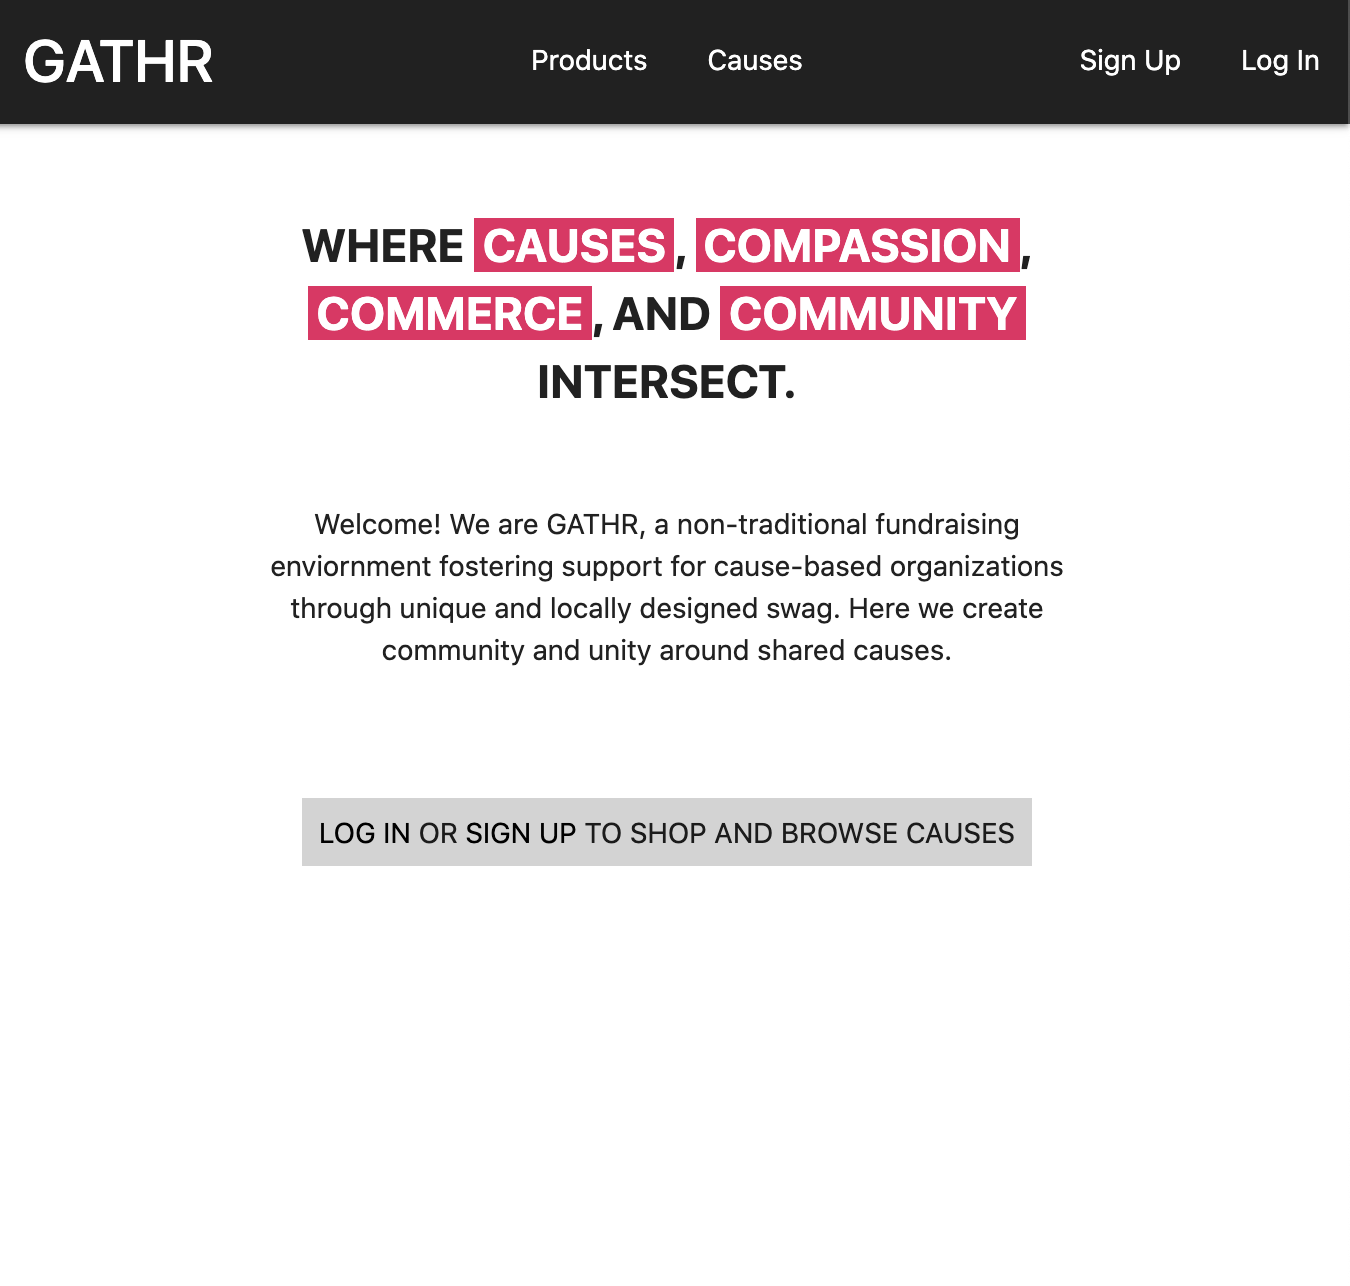 GATHR Products Causes Sign Up Log In
WHERE CAUSES, COMPASSION,
COMMERCE, AND COMMUNITY
INTERSECT.
Welcome! We are GATHR, a non-traditional fundraising
enviornment fostering support for cause-based organizations
through unique and locally designed swag. Here we create
community and unity around shared causes.
LOG IN OR SIGN UP TO SHOP AND BROWSE CAUSES